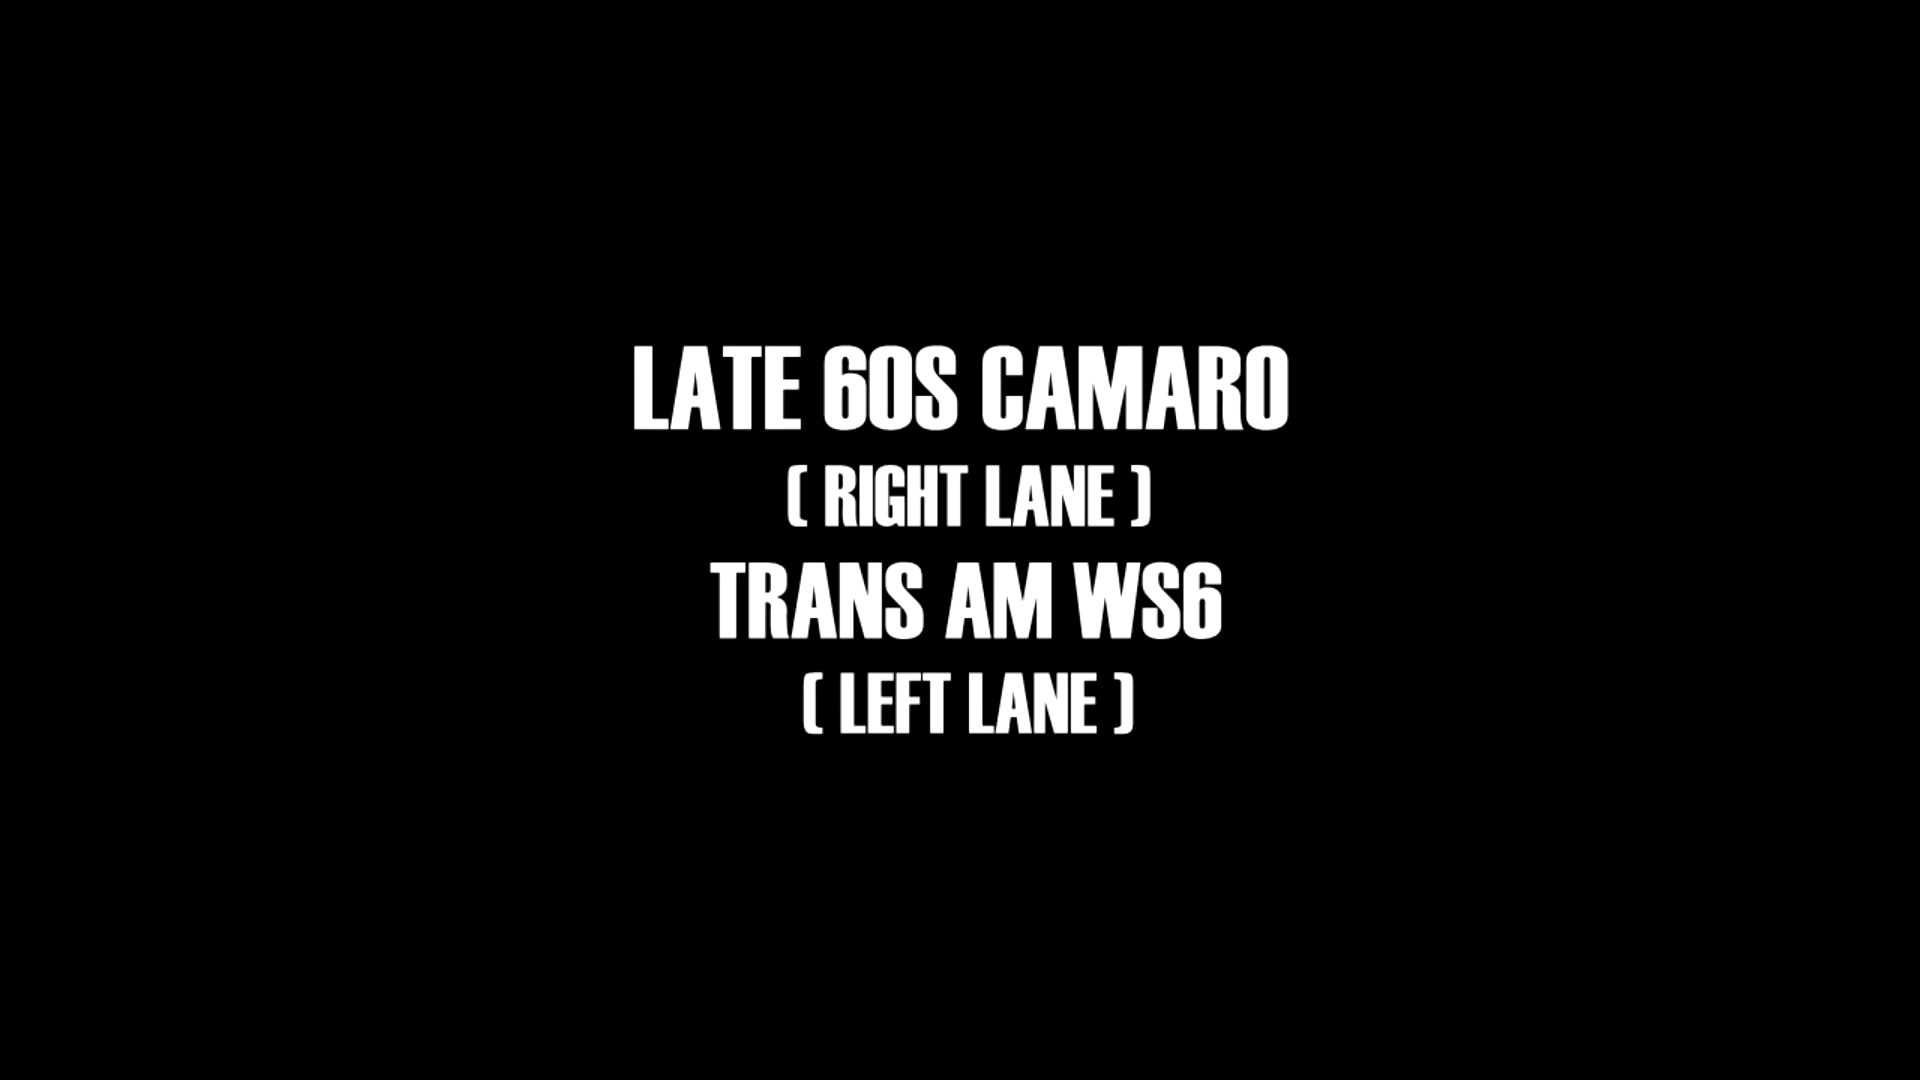 LATE 60S CAMARO
( RIGHT LANE )
TRANS AM WS6
( LEFT LANE )